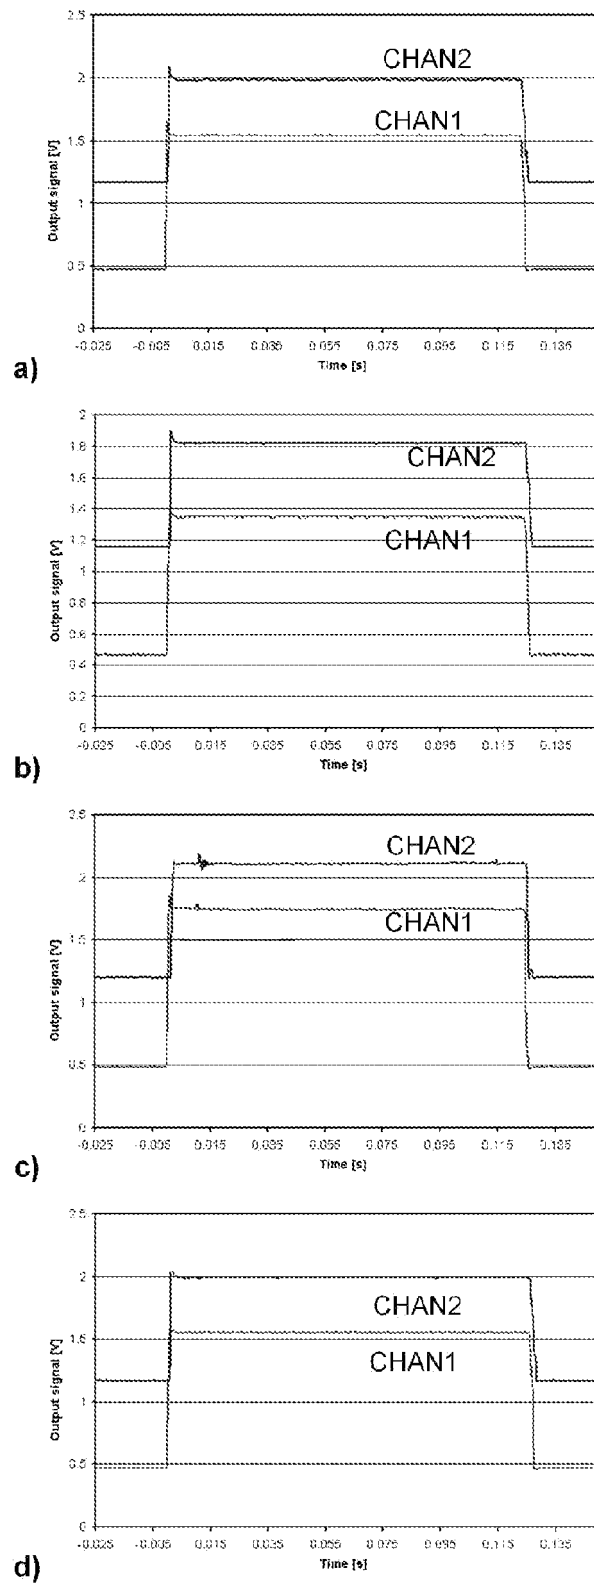 2.5
CHAN2
2
CHAN1
1.5
1
0.5
0
Output signal [V]
-0.025 -0.005 0.015 0.035 0.055 0.075 0.095 0.115 0.135
Time [s]
a)
2
1.8
CHAN2
1.6
1.4
CHAN1
1.2
1
0.8
0.6
0.4
0.2
0
Output signal [V]
-0.025 -0.005 0.015 0.035 0.055 0.075 0.095 0.115 0.135
Time [s]
b)
2.5
CHAN2
2
CHAN1
1.5
1
0.5
0
Output signal [V]
-0.025 -0.005 0.015 0.035 0.055 0.075 0.095 0.115 0.135
Time [s]
c)
2.5
2
CHAN2
1.5
CHAN1
1
0.5
0
Output signal [V]
-0.025 -0.005 0.015 0.035 0.055 0.075 0.095 0.115 0.135
Time [s]
d)